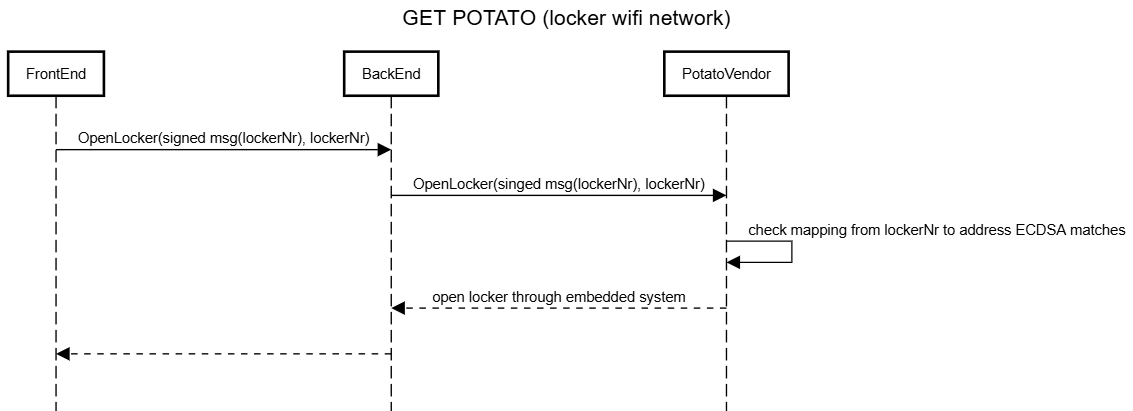 GET POTATO (locker wifi network)
FrontEnd
BackEnd
PotatoVendor
OpenLocker(signed msg(lockerNr), lockerNr)
OpenLocker(singed msg(lockerNr), lockerNr)
check mapping from lockerNr to address ECDSA matches
open locker through embedded system